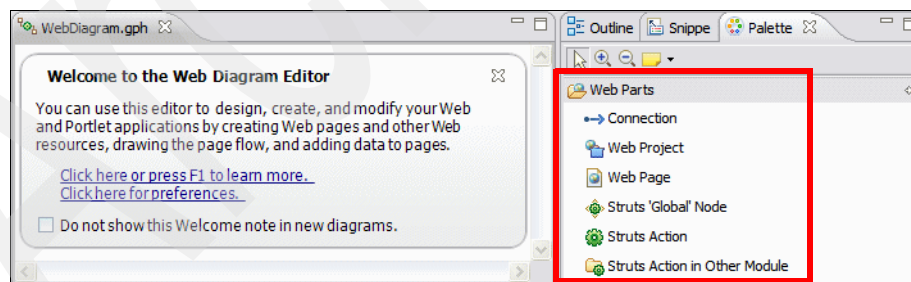 WebDiagram.gph
Welcome to the Web Diagram Editor
You can use this editor to design, create, and modify your Web
and Portlet applications by creating Web pages and other Web
resources, drawing the page flow, and adding data to pages.
Click here or press F1 to learn more.
Click here for preferences.
Do not show this Welcome note in new diagrams.
Outline Snippe Palette
Web Parts
Connection
Web Project
Web Page
Struts 'Global' Node
Struts Action
Struts Action in Other Module